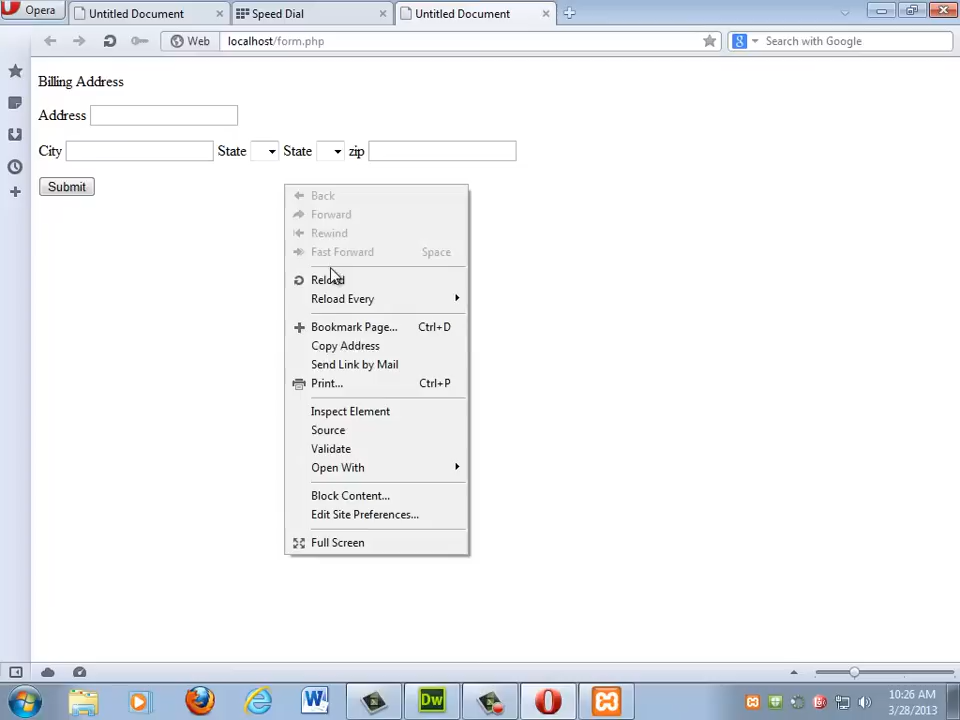 Opera
Untitled Document
Speed Dial
Untitled Document
Web
localhost/form.php
Search with Google
Billing Address
Address
City State State zip
Submit
Back
Forward
Rewind
Fast Forward Space
Reload
Reload Every
Bookmark Page... Ctrl+D
Copy Address
Send Link by Mail
Print... Ctrl+P
Inspect Element
Source
Validate
Open With
Block Content...
Edit Site Preferences...
Full Screen
10:26 AM
3/28/2013